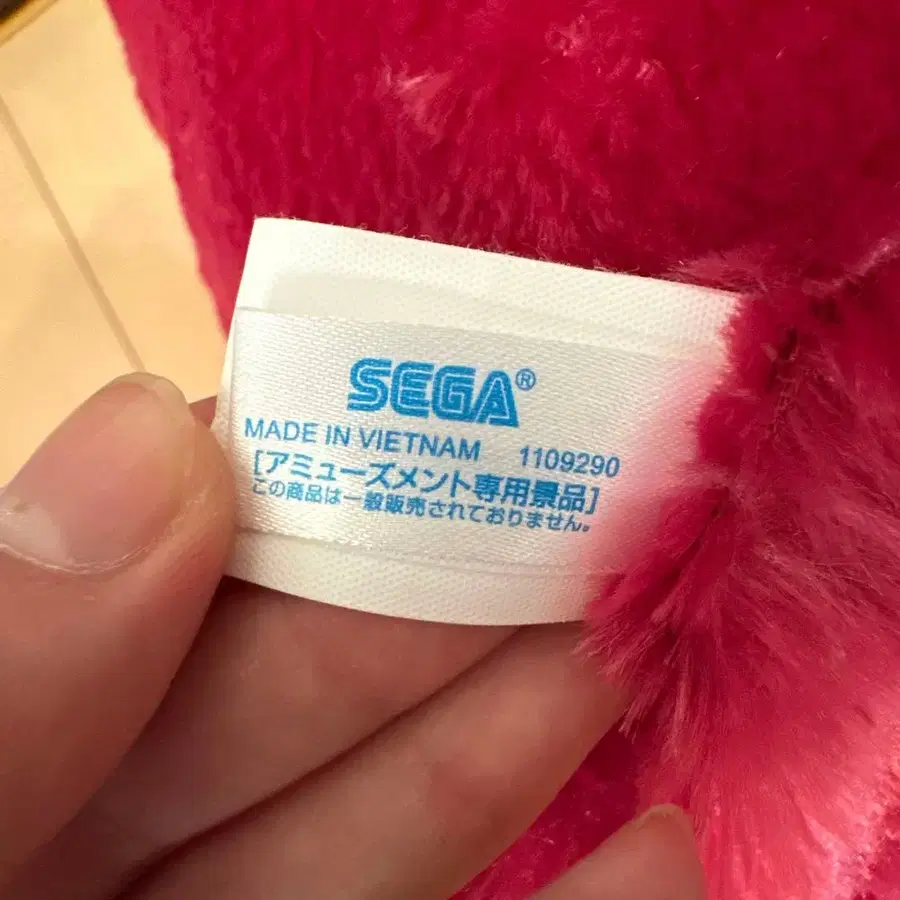 SEGA®
MADE IN VIETNAM 1109290
[アミューズメント専用景品]
この商品は一般販売されておりません。